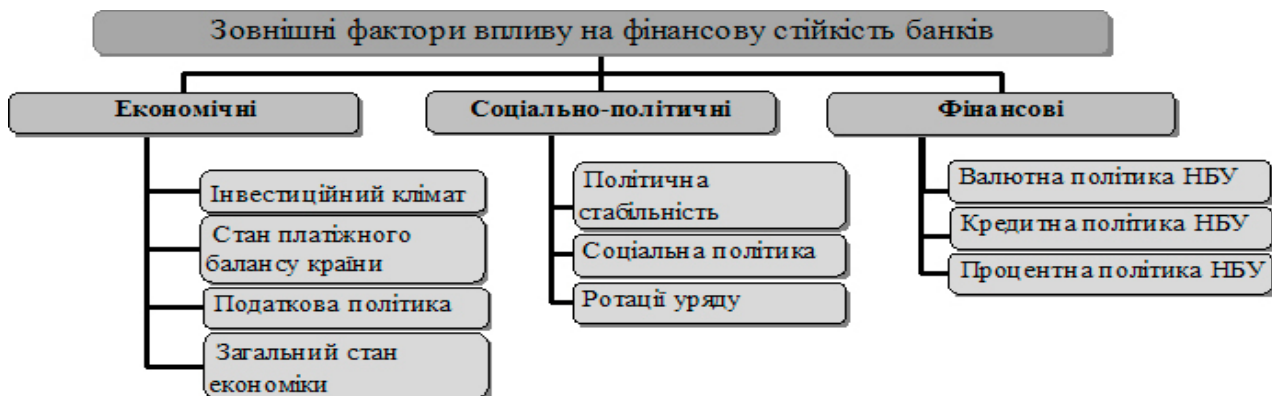 Зовнішні фактори впливу на фінансову стійкість банків
Економічні
Інвестиційний клімат
Стан платіжного
балансу країни
Податкова політика
Загальний стан
економіки
Соціально-політичні
Політична
стабільність
Соціальна політика
Ротації уряду
Фінансові
Валютна політика НБУ
Кредитна політика НБУ
Процентна політика НБУ